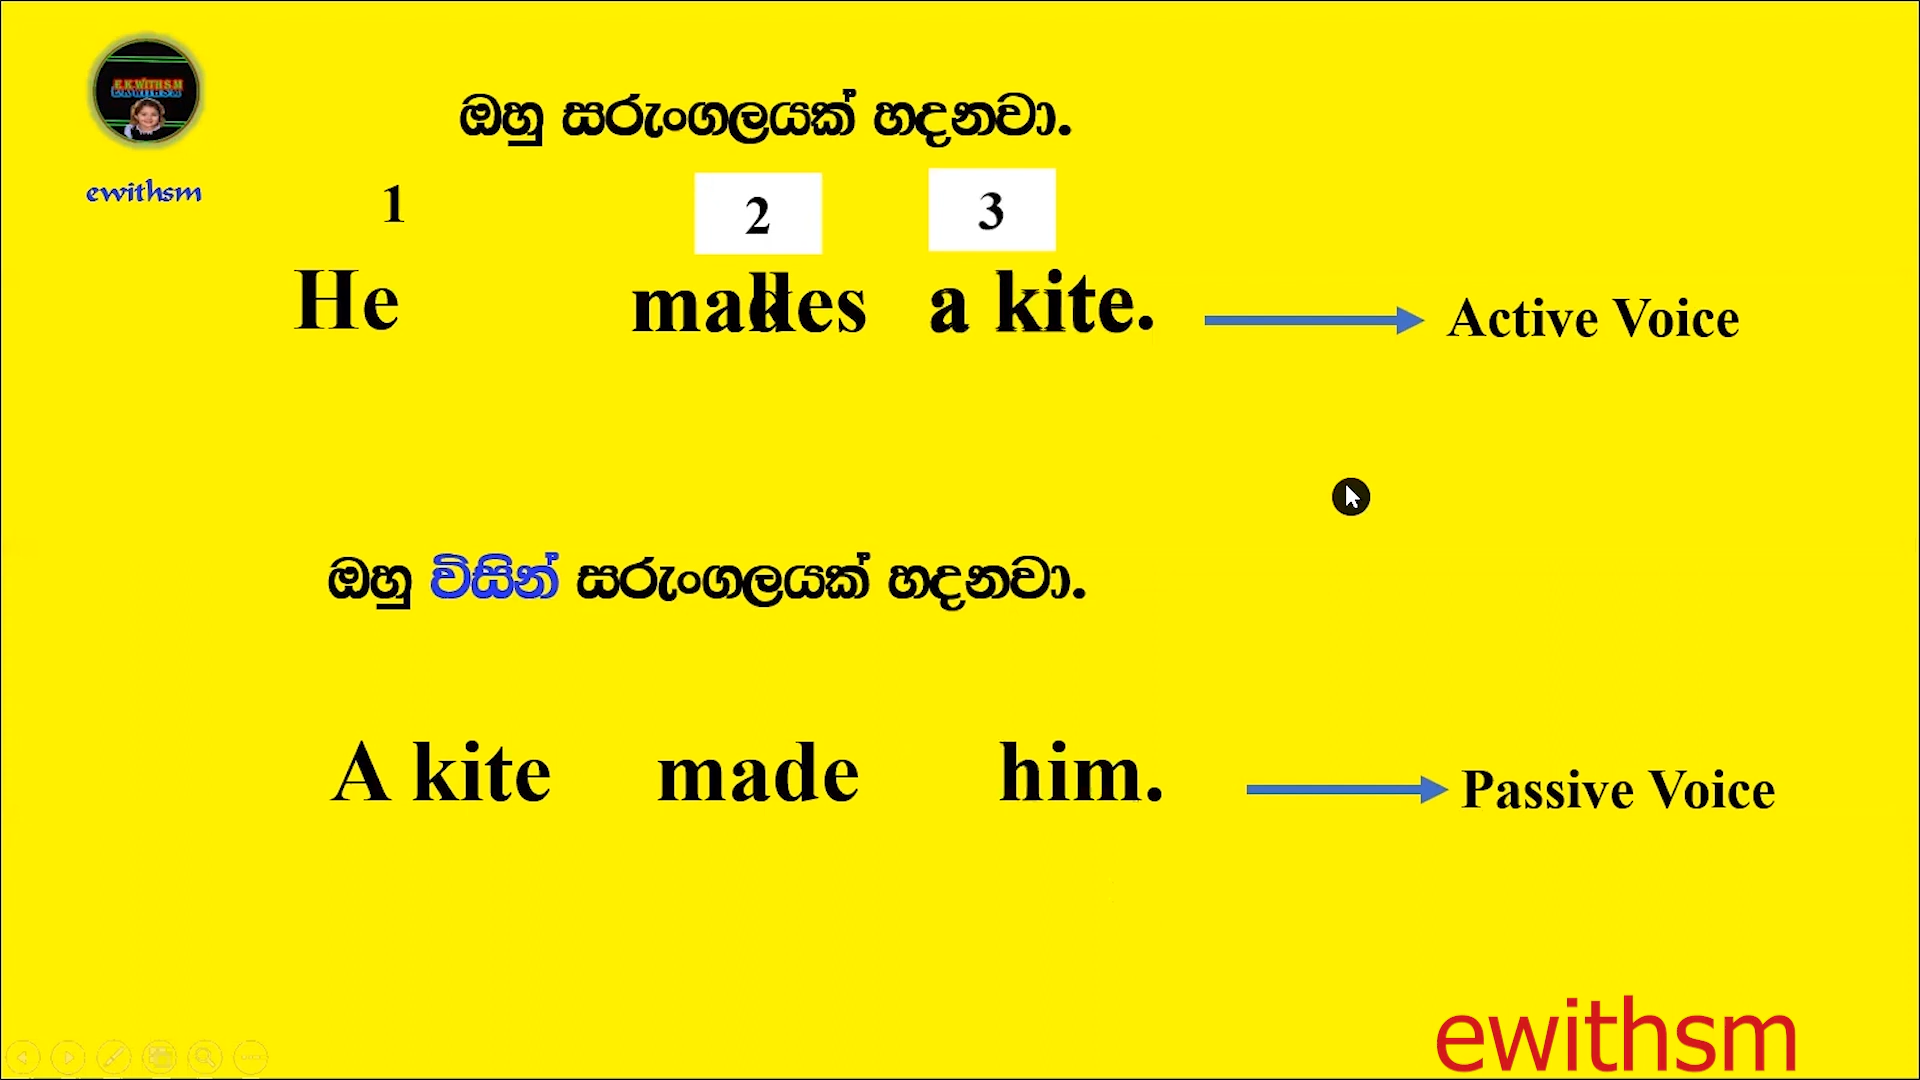 ඔහු සරුංගලයක් හදනවා.
ewithsm
1 2 3
He a kite. Active Voice
ඔහු විසින් සරුංගලයක් හදනවා.
A kite made him. Passive Voice
ewithsm